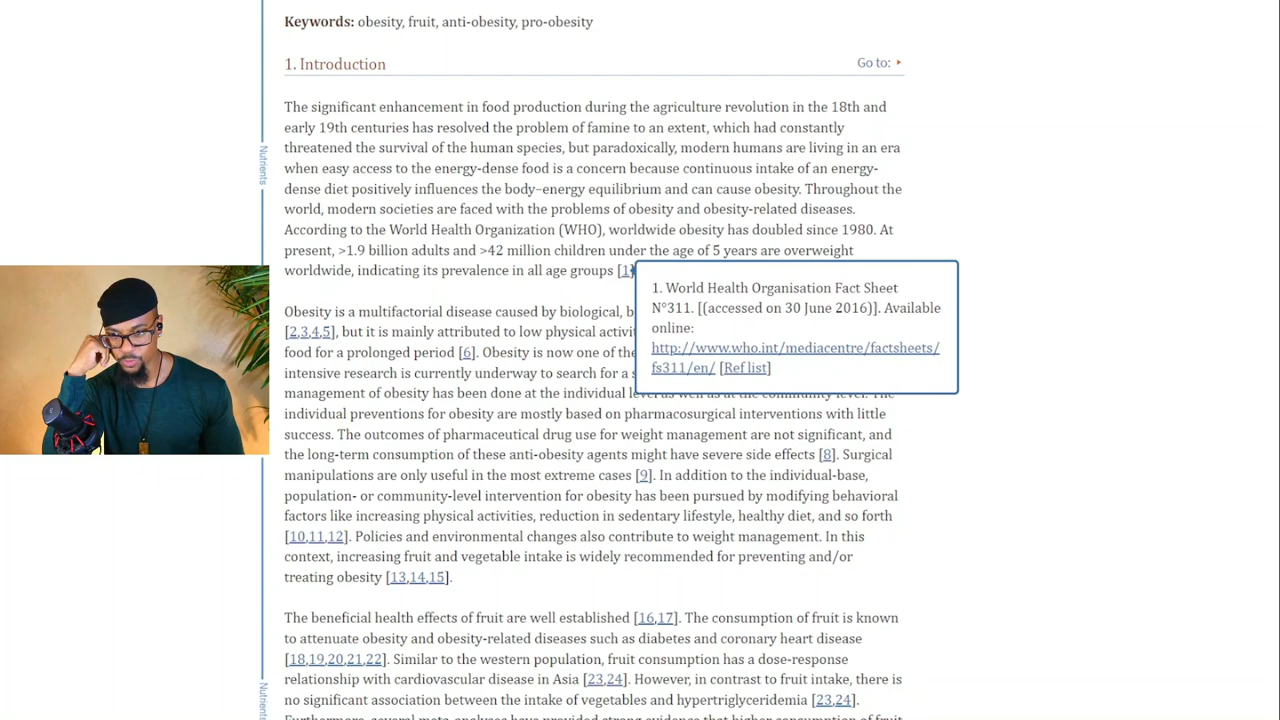 Keywords: obesity, fruit, anti-obesity, pro-obesity
1. Introduction
Go to:
The significant enhancement in food production during the agriculture revolution in the 18th and
early 19th centuries has resolved the problem of famine to an extent, which had constantly
threatened the survival of the human species, but paradoxically, modern humans are living in an era
when easy access to the energy-dense food is a concern because continuous intake of an energy-
dense diet positively influences the body–energy equilibrium and can cause obesity. Throughout the
world, modern societies are faced with the problems of obesity and obesity-related diseases.
According to the World Health Organization (WHO), worldwide obesity has doubled since 1980. At
present, >1.9 billion adults and >42 million children under the age of 5 years are overweight
worldwide, indicating its prevalence in all age groups [1]
1. World Health Organisation Fact Sheet
N°311. [(accessed on 30 June 2016)]. Available
online:
http://www.who.int/mediacentre/factsheets/
fs311/en/ [Ref list]
Obesity is a multifactorial disease caused by biological, b
[2,3,4,5], but it is mainly attributed to low physical activi
food for a prolonged period [6]. Obesity is now one of the
intensive research is currently underway to search for a s
management of obesity has been done at the individual level as well as at the community level. The
individual preventions for obesity are mostly based on pharmacosurgical interventions with little
success. The outcomes of pharmaceutical drug use for weight management are not significant, and
the long-term consumption of these anti-obesity agents might have severe side effects [8]. Surgical
manipulations are only useful in the most extreme cases [9]. In addition to the individual-base,
population- or community-level intervention for obesity has been pursued by modifying behavioral
factors like increasing physical activities, reduction in sedentary lifestyle, healthy diet, and so forth
[10,11,12]. Policies and environmental changes also contribute to weight management. In this
context, increasing fruit and vegetable intake is widely recommended for preventing and/or
treating obesity [13,14,15].
The beneficial health effects of fruit are well established [16,17]. The consumption of fruit is known
to attenuate obesity and obesity-related diseases such as diabetes and coronary heart disease
[18,19,20,21,22]. Similar to the western population, fruit consumption has a dose-response
relationship with cardiovascular disease in Asia [23,24]. However, in contrast to fruit intake, there is
no significant association between the intake of vegetables and hypertriglyceridemia [23,24].
Furthermore, several meta-analyses have provided strong evidence that higher consumption of fruit
Nutrients
Nutrients